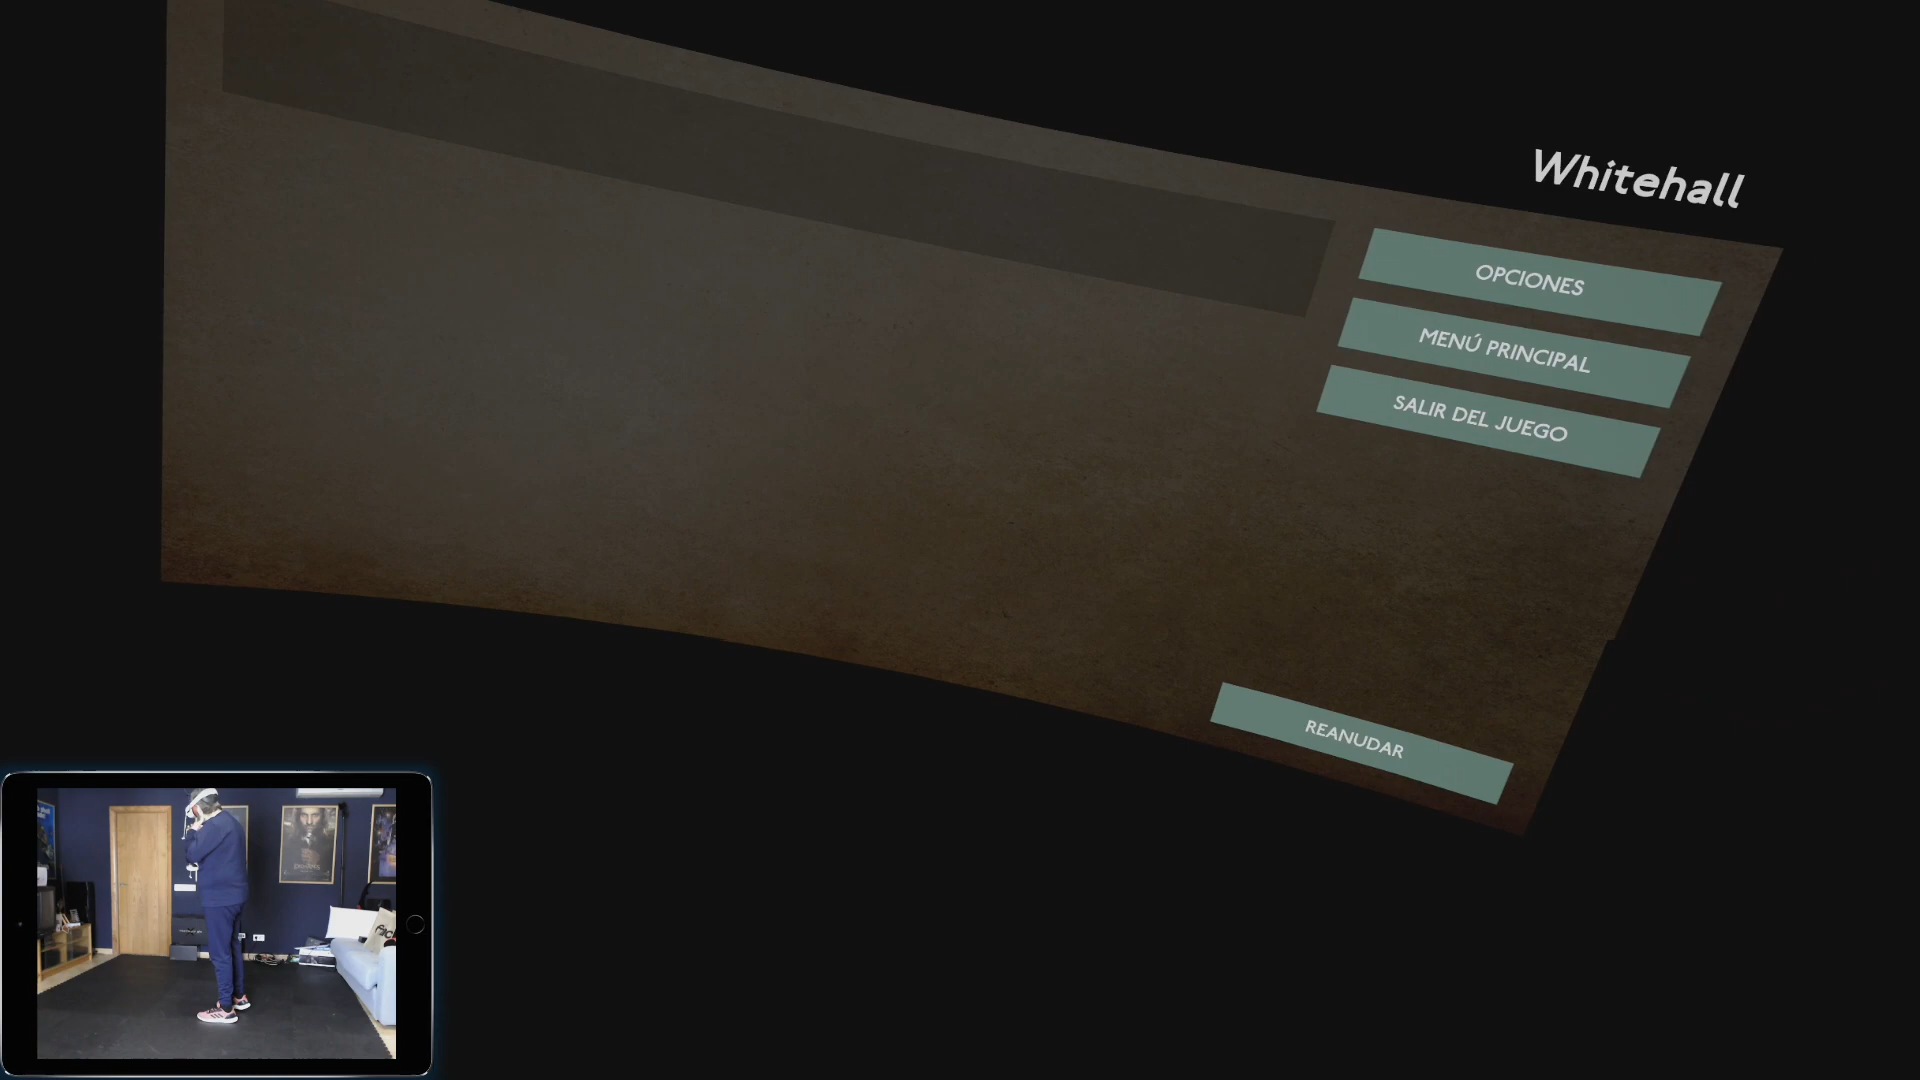 Whitehall
OPCIONES
MENÚ PRINCIPAL
SALIR DEL JUEGO
REANUDAR